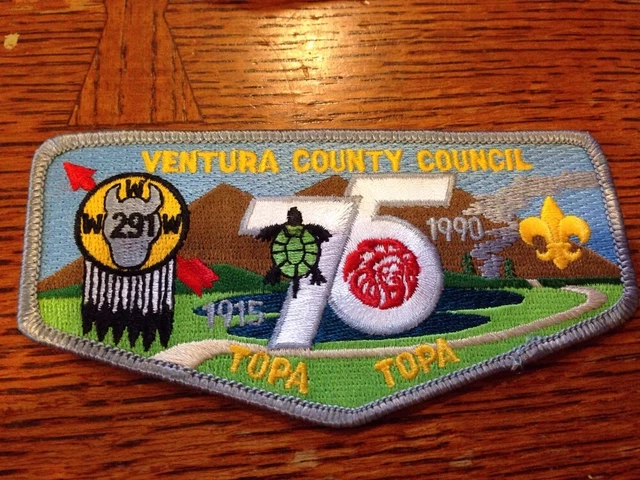 VENTURA COUNTY COUNCIL
W
W 291 W
75
1990
1915
TOPA TOPA